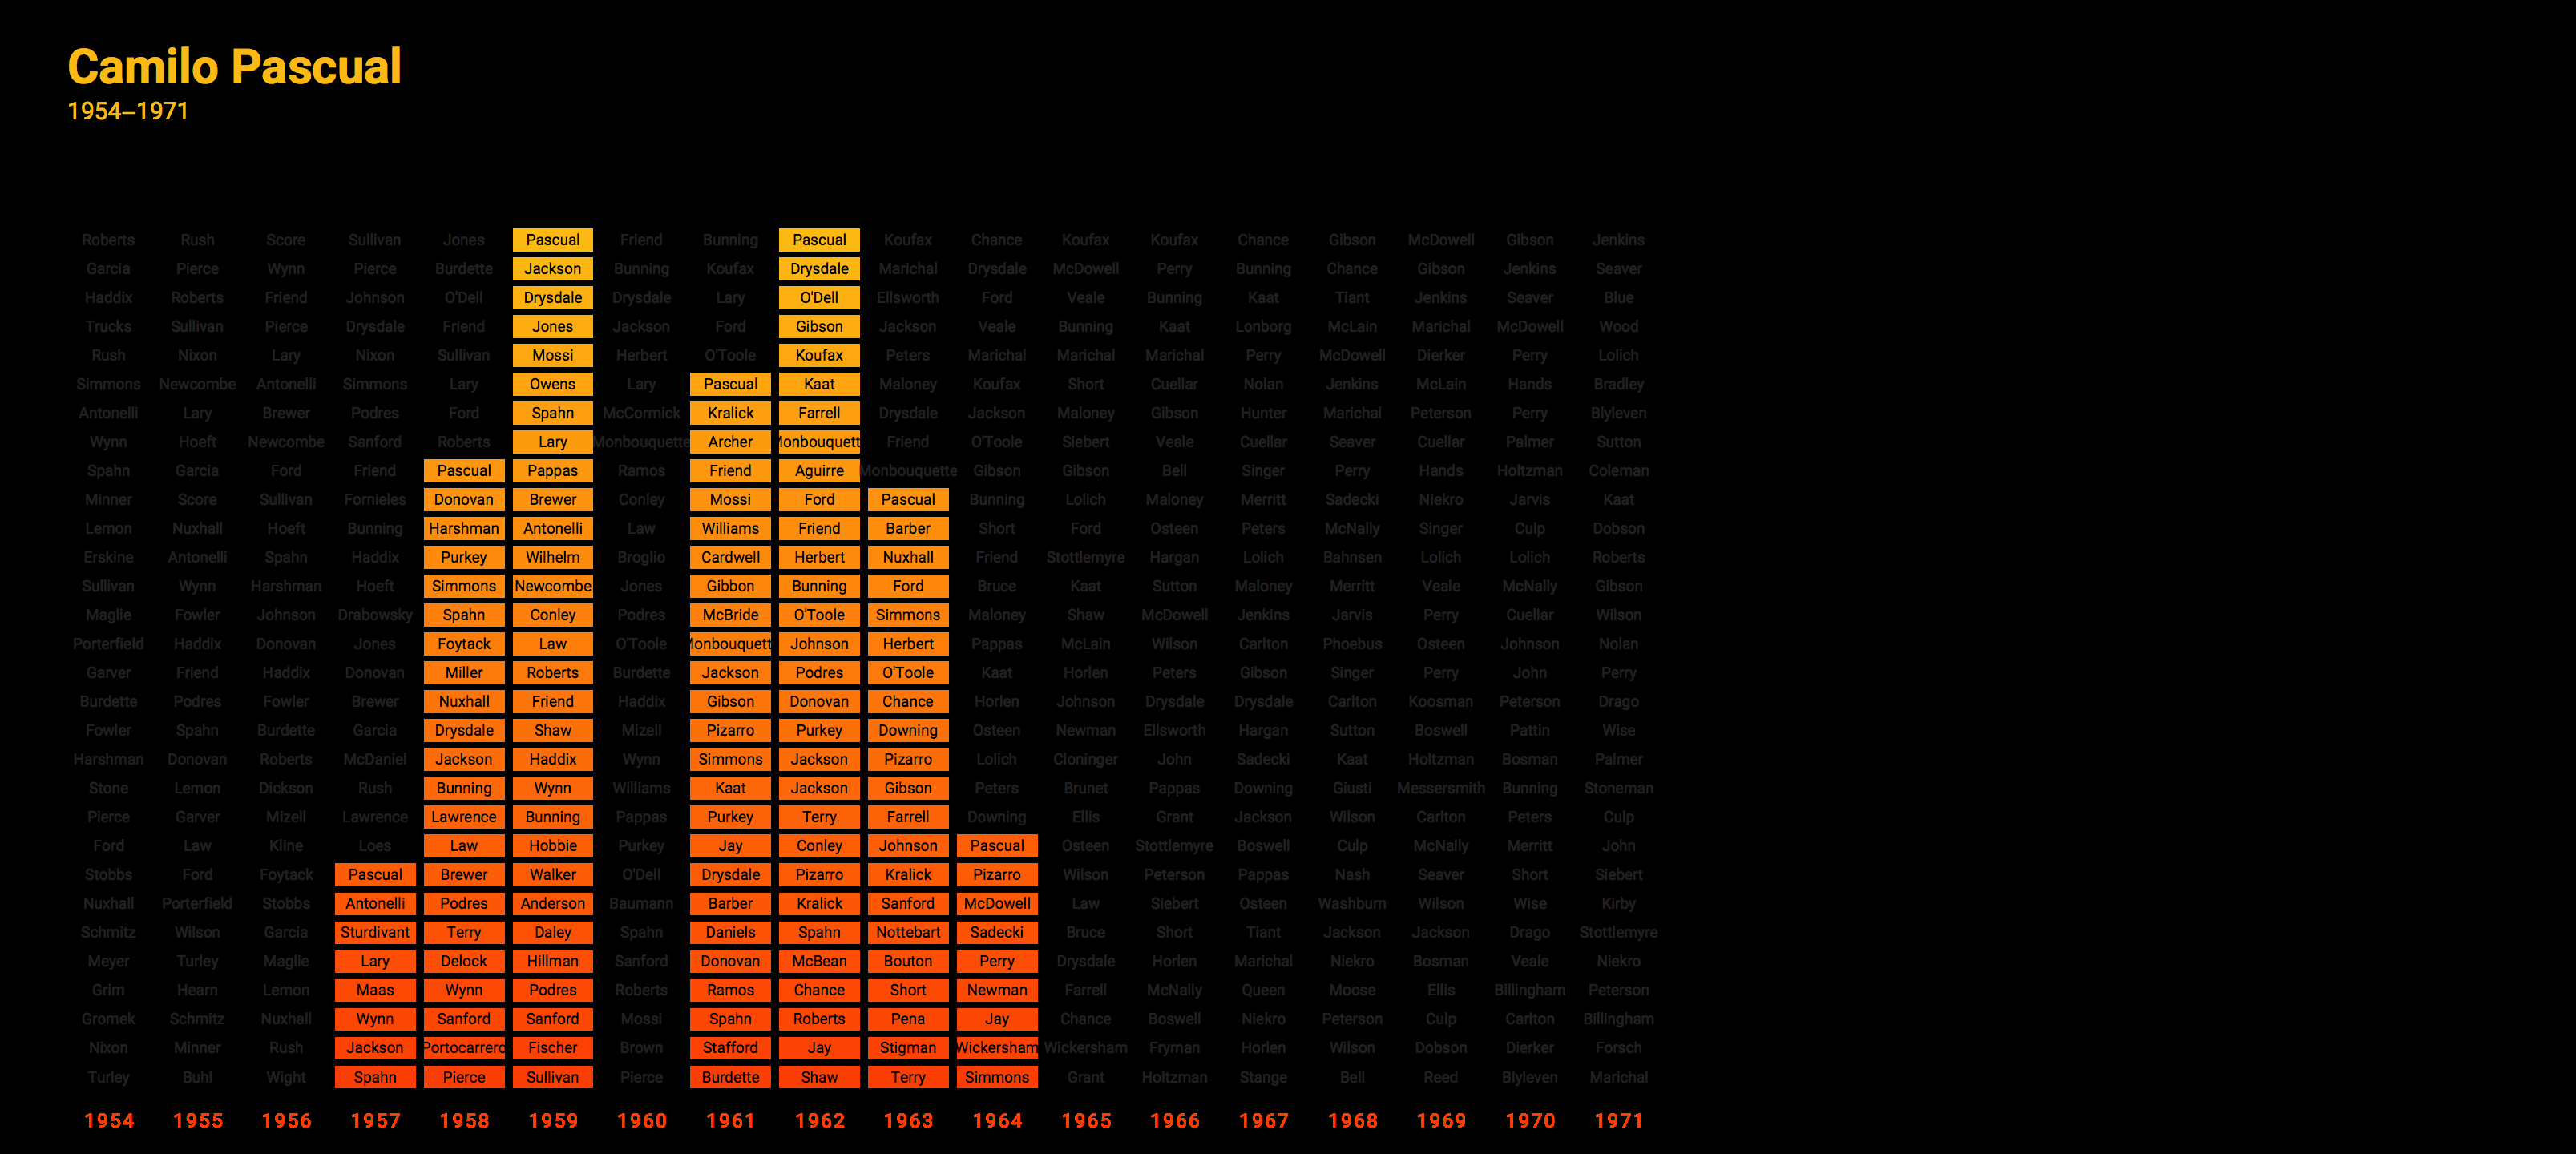 Camilo Pascual
1954–1971
Roberts Rush Score Sullivan Jones Pascual Friend Bunning Pascual Koufax Chance Koufax Koufax Chance Gibson McDowell Gibson Jenkins
Garcia Pierce Wynn Pierce Burdette Jackson Bunning Koufax Drysdale Marichal Drysdale McDowell Perry Bunning Chance Gibson Jenkins Seaver
Haddix Roberts Friend Johnson O'Dell Drysdale Drysdale Lary O'Dell Ellsworth Ford Veale Bunning Kaat Tiant Jenkins Seaver Blue
Trucks Sullivan Pierce Drysdale Friend Jones Jackson Ford Gibson Jackson Veale Bunning Kaat Lonborg McLain Marichal McDowell Wood
Rush Nixon Lary Nixon Sullivan Mossi Herbert O'Toole Koufax Peters Marichal Marichal Marichal Perry McDowell Dierker Perry Lolich
Simmons Newcombe Antonelli Simmons Lary Owens Lary Pascual Kaat Maloney Koufax Short Cuellar Nolan Jenkins McLain Hands Bradley
Antonelli Lary Brewer Podres Ford Spahn McCormick Kralick Farrell Drysdale Jackson Maloney Gibson Hunter Marichal Peterson Perry Blyleven
Wynn Hoeft Newcombe Sanford Roberts Lary Monbouquette Archer Monbouquett Friend O'Toole Siebert Veale Cuellar Seaver Cuellar Palmer Sutton
Spahn Garcia Ford Friend Pascual Pappas Ramos Friend Aguirre Monbouquette Gibson Gibson Bell Singer Perry Hands Holtzman Coleman
Minner Score Sullivan Fornieles Donovan Brewer Conley Mossi Ford Pascual Bunning Lolich Maloney Merritt Sadecki Niekro Jarvis Kaat
Lemon Nuxhall Hoeft Bunning Harshman Antonelli Law Williams Friend Barber Short Ford Osteen Peters McNally Singer Culp Dobson
Erskine Antonelli Spahn Haddix Purkey Wilhelm Broglio Cardwell Herbert Nuxhall Friend Stottlemyre Hargan Lolich Bahnsen Lolich Lolich Roberts
Sullivan Wynn Harshman Hoeft Simmons Newcombe Jones Gibbon Bunning Ford Bruce Kaat Sutton Maloney Merritt Veale McNally Gibson
Maglie Fowler Johnson Drabowsky Spahn Conley Podres McBride O'Toole Simmons Maloney Shaw McDowell Jenkins Jarvis Perry Cuellar Wilson
Porterfield Haddix Donovan Jones Foytack Law O'Toole Monbouquett Johnson Herbert Pappas McLain Wilson Carlton Phoebus Osteen Johnson Nolan
Garver Friend Haddix Donovan Miller Roberts Burdette Jackson Podres O'Toole Kaat Horlen Peters Gibson Singer Perry John Perry
Burdette Podres Fowler Brewer Nuxhall Friend Haddix Gibson Donovan Chance Horlen Johnson Drysdale Drysdale Carlton Koosman Peterson Drago
Fowler Spahn Burdette Garcia Drysdale Shaw Mizell Pizarro Purkey Downing Osteen Newman Ellsworth Hargan Sutton Boswell Pattin Wise
Harshman Donovan Roberts McDaniel Jackson Haddix Wynn Simmons Jackson Pizarro Lolich Cloninger John Sadecki Kaat Holtzman Bosman Palmer
Stone Lemon Dickson Rush Bunning Wynn Williams Kaat Jackson Gibson Peters Brunet Pappas Downing Giusti Messersmith Bunning Stoneman
Pierce Garver Mizell Lawrence Lawrence Bunning Pappas Purkey Terry Farrell Downing Ellis Grant Jackson Wilson Carlton Peters Culp
Ford Law Kline Loes Law Hobbie Purkey Jay Conley Johnson Pascual Osteen Stottlemyre Boswell Culp McNally Merritt John
Stobbs Ford Foytack Pascual Brewer Walker O'Dell Drysdale Pizarro Kralick Pizarro Wilson Peterson Pappas Nash Seaver Short Siebert
Nuxhall Porterfield Stobbs Antonelli Podres Anderson Baumann Barber Kralick Sanford McDowell Law Siebert Osteen Washburn Wilson Wise Kirby
Schmitz Wilson Garcia Sturdivant Terry Daley Spahn Daniels Spahn Nottebart Sadecki Bruce Short Tiant Jackson Jackson Drago Stottlemyre
Meyer Turley Maglie Lary Delock Hillman Sanford Donovan McBean Bouton Perry Drysdale Horlen Marichal Niekro Bosman Veale Niekro
Grim Hearn Lemon Maas Wynn Podres Roberts Ramos Chance Short Newman Farrell McNally Queen Moose Ellis Billingham Peterson
Gromek Schmitz Nuxhall Wynn Sanford Sanford Mossi Spahn Roberts Pena Jay Chance Boswell Niekro Peterson Culp Carlton Billingham
Nixon Minner Rush Jackson Portocarrero Fischer Brown Stafford Jay Stigman Wickersham Wickersham Fryman Horlen Wilson Dobson Dierker Forsch
Turley Buhl Wight Spahn Pierce Sullivan Pierce Burdette Shaw Terry Simmons Grant Holtzman Stange Bell Reed Blyleven Marichal
1954 1955 1956 1957 1958 1959 1960 1961 1962 1963 1964 1965 1966 1967 1968 1969 1970 1971